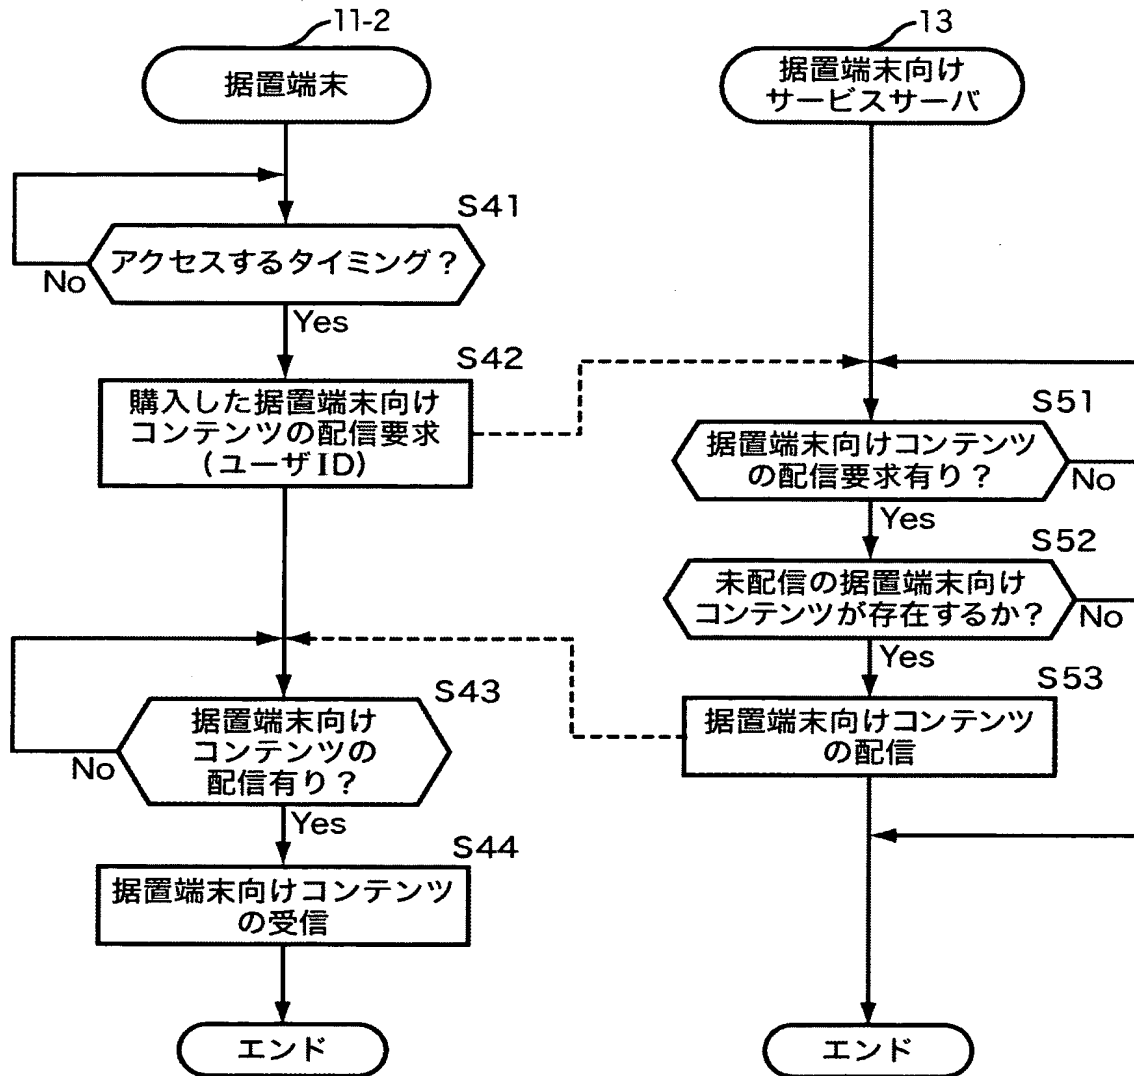 11-2
据置端末
S41
アクセスするタイミング？
No
Yes
S42
購入した据置端末向け
コンテンツの配信要求
(ユーザID)
S43
据置端末向け
コンテンツの
配信有り？
No
Yes
S44
据置端末向けコンテンツ
の受信
エンド
13
据置端末向け
サービスサーバ
S51
据置端末向けコンテンツ
の配信要求有り？
No
Yes
S52
未配信の据置端末向け
コンテンツが存在するか？
No
Yes
S53
据置端末向けコンテンツ
の配信
エンド